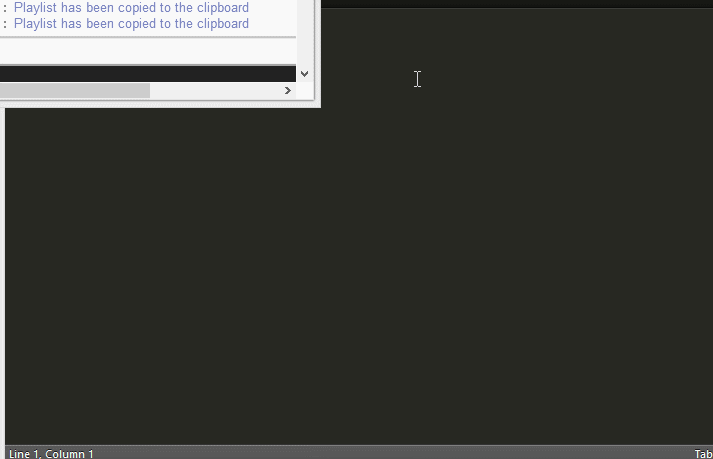 : Playlist has been copied to the clipboard
: Playlist has been copied to the clipboard
Line 1, Column 1
Tab